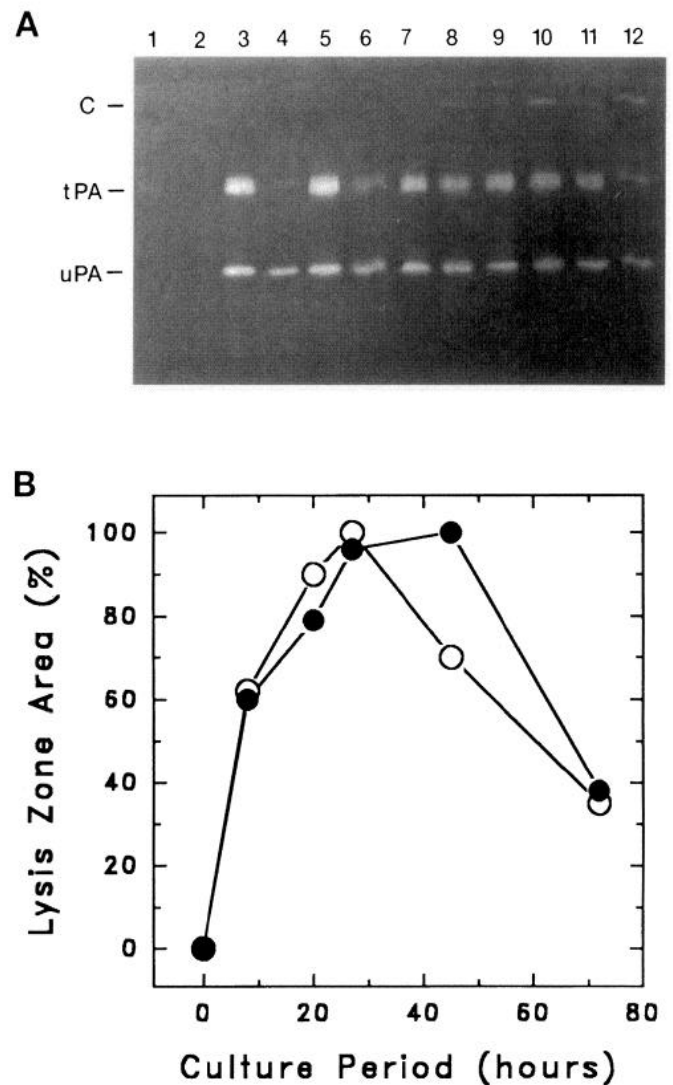 A
1 2 3 4 5 6 7 8 9 10 11 12
C –
tPA –
uPA –
B
100
80
60
40
20
0
Lysis Zone Area (%)
0 20 40 60 80
Culture Period (hours)